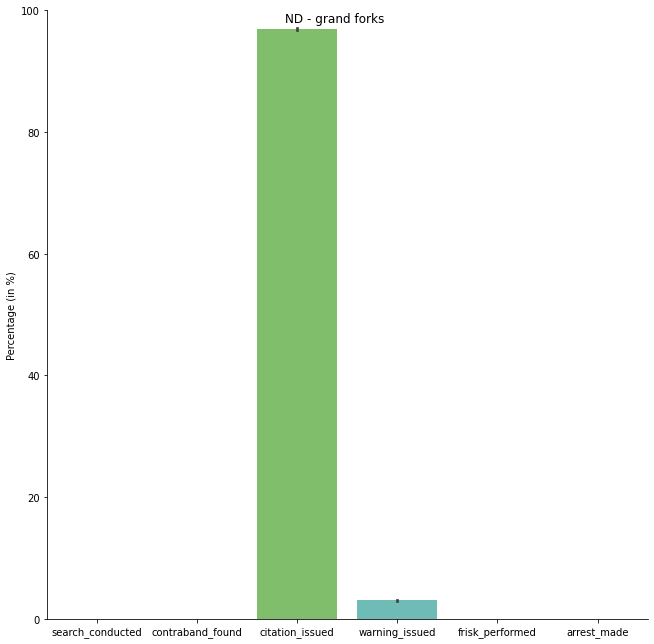 ND - grand forks
Percentage (in %)
100
80
60
40
20
0
search_conducted
contraband_found
citation_issued
warning_issued
frisk_performed
arrest_made